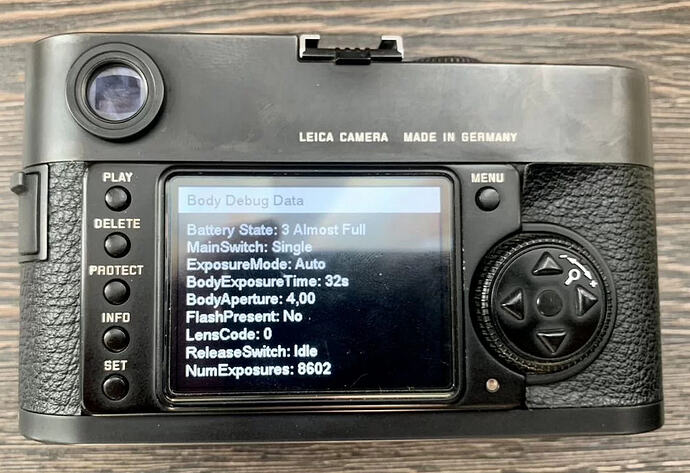 LEICA CAMERA MADE IN GERMANY
PLAY
DELETE
PROTECT
INFO
SET
MENU
Body Debug Data
Battery State: 3 Almost Full
MainSwitch: Single
ExposureMode: Auto
BodyExposureTime: 32s
BodyAperture: 4,00
FlashPresent: No
LensCode: 0
ReleaseSwitch: Idle
NumExposures: 8602